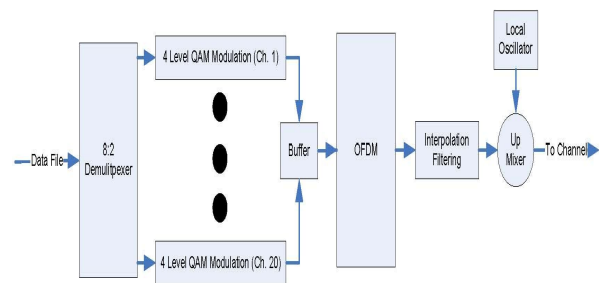 Data File
8:2
Demulitpexer
4 Level QAM Modulation (Ch. 1)
4 Level QAM Modulation (Ch. 20)
Buffer
OFDM
Interpolation
Filtering
Local
Oscillator
Up
Mixer
To Channel